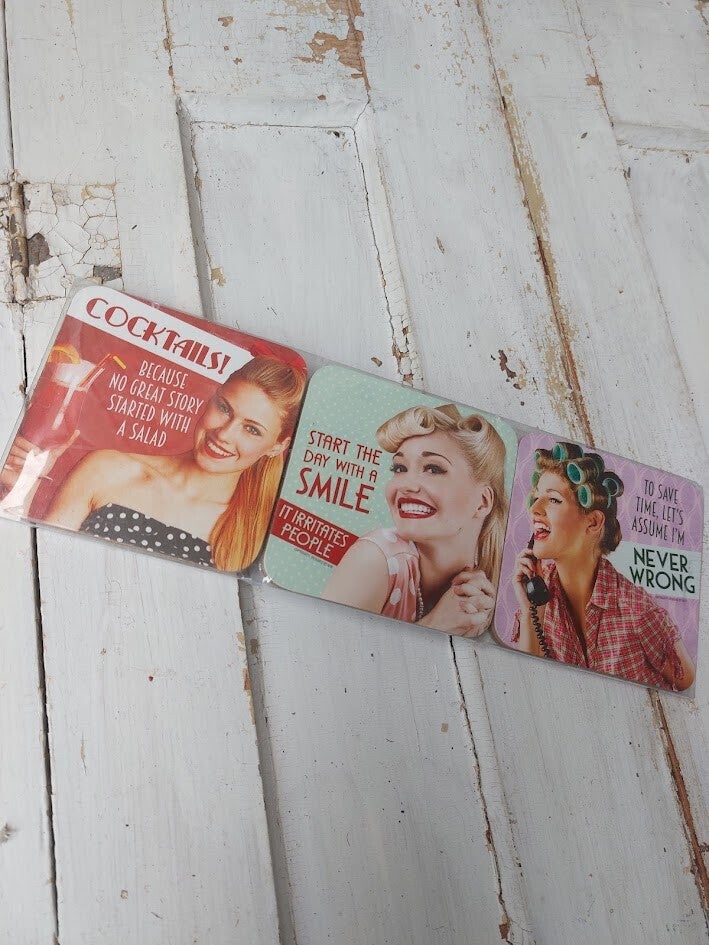 COCKTAILS!
BECAUSE
NO GREAT STORY
STARTED WITH
A SALAD
START THE
DAY WITH A
SMILE
IT IRRITATES
PEOPLE
TO SAVE
TIME, LET'S
ASSUME I'M
NEVER
WRONG